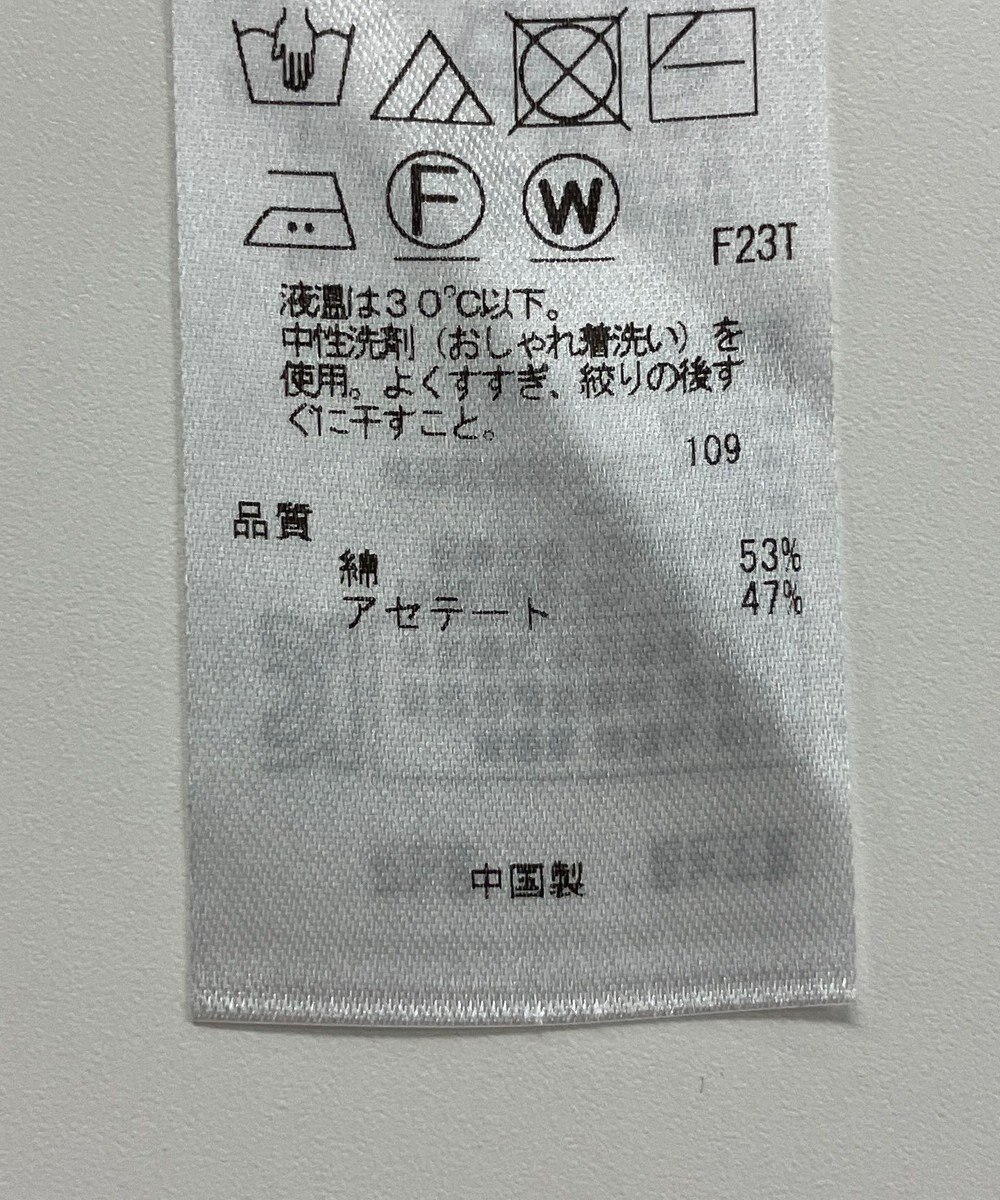 F W
F23T
液温は30℃以下。
中性洗剤（おしゃれ着洗い）を
使用。よくすすぎ、絞りの後す
ぐに干すこと。
109
品質
綿 53%
アセテート 47%
中国製